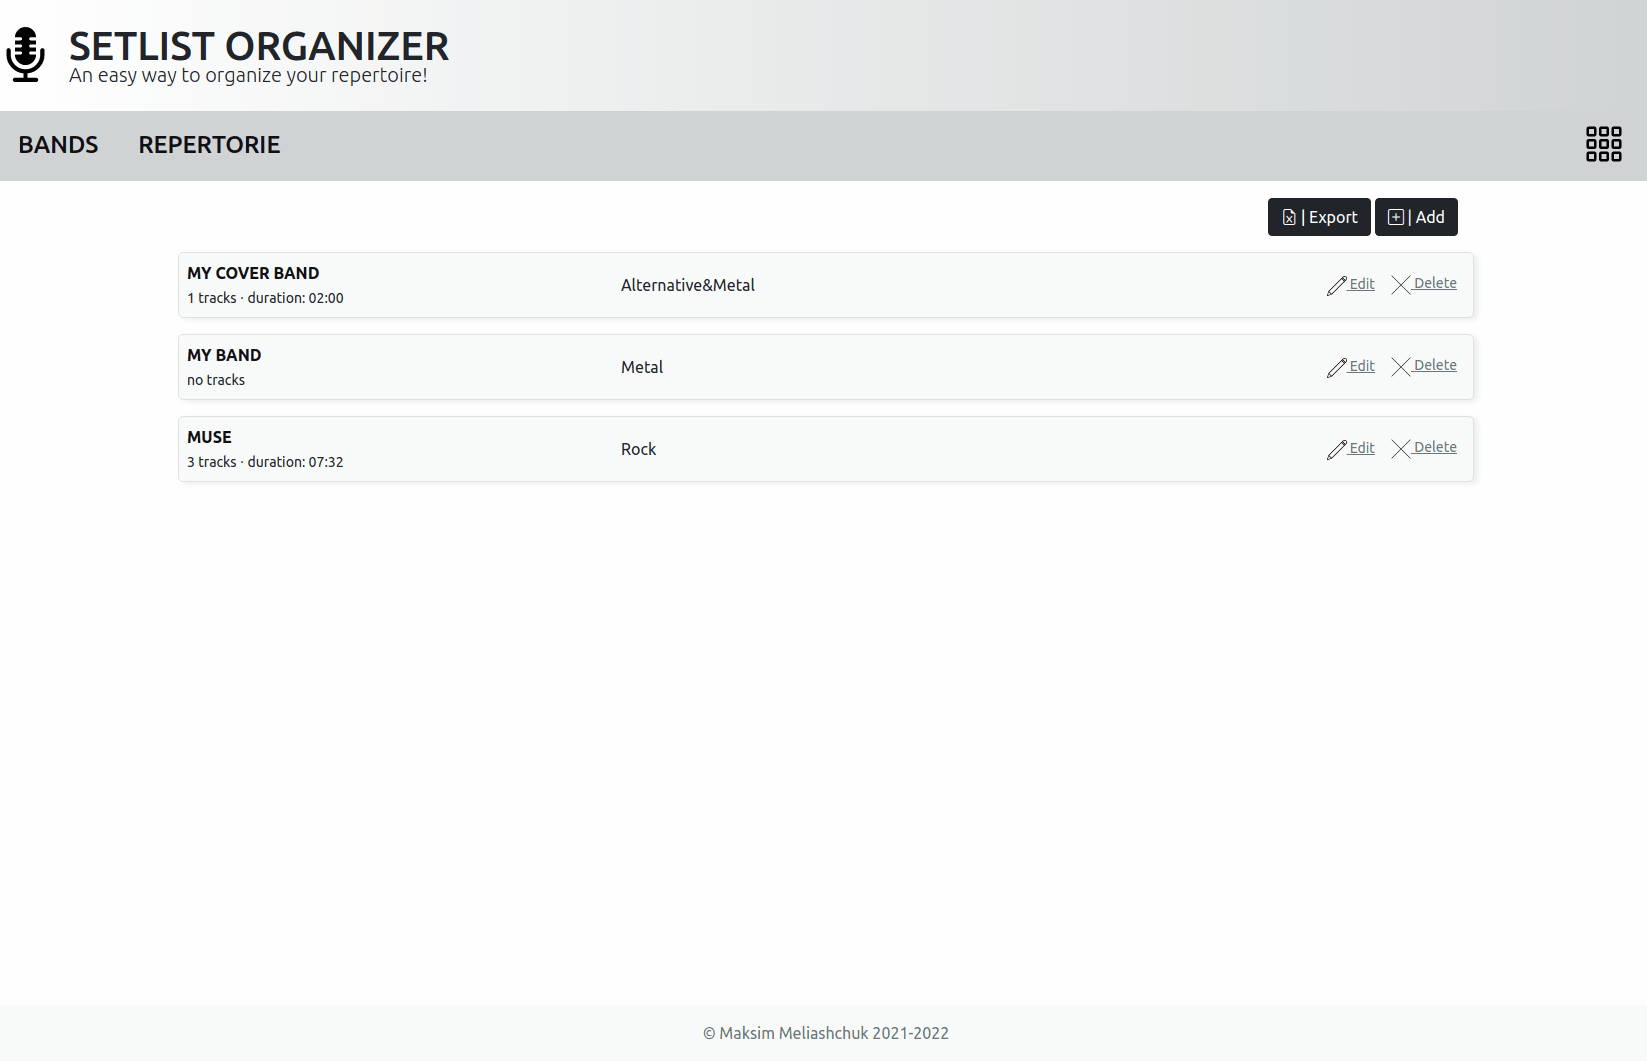 SETLIST ORGANIZER
An easy way to organize your repertoire!
BANDS REPERTORIE
| Export | Add
MY COVER BAND
1 tracks · duration: 02:00
Alternative&Metal
Edit Delete
MY BAND
no tracks
Metal
Edit Delete
MUSE
3 tracks · duration: 07:32
Rock
Edit Delete
© Maksim Meliashchuk 2021-2022